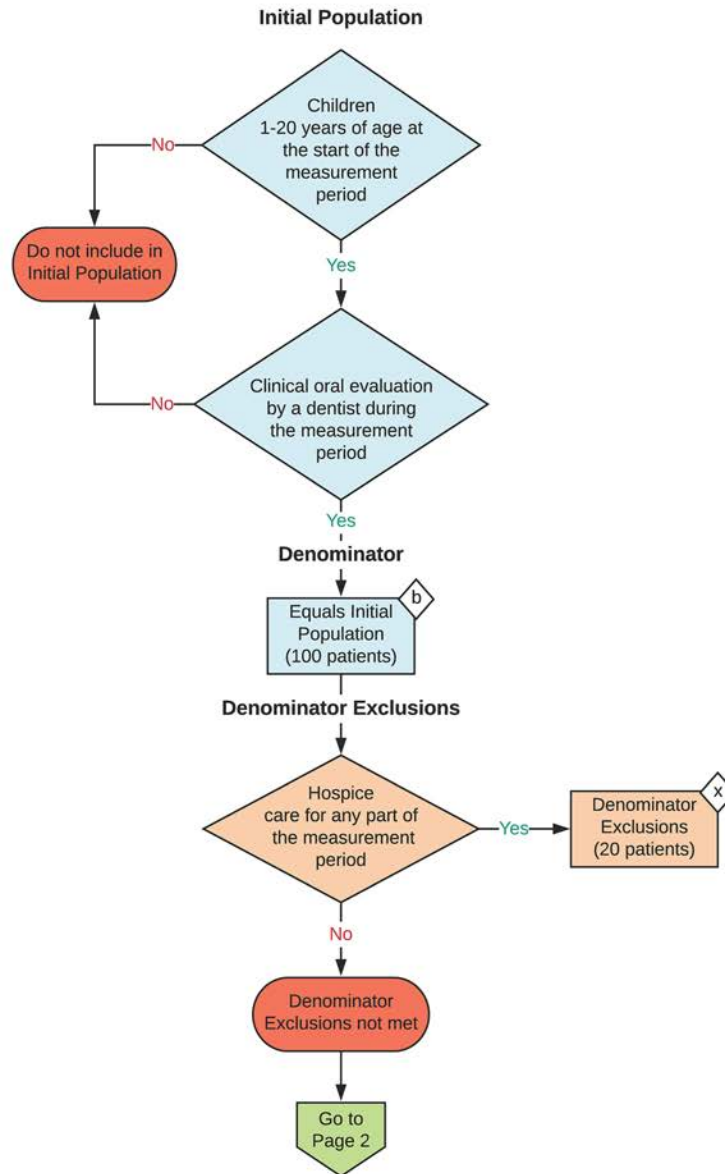 Initial Population
Children
1-20 years of age at
the start of the
measurement
period
No
Do not include in
Initial Population
Yes
Clinical oral evaluation
by a dentist during
the measurement
period
No
Yes
Denominator
b
Equals Initial
Population
(100 patients)
Denominator Exclusions
Hospice
care for any part of
the measurement
period
Yes
x
Denominator
Exclusions
(20 patients)
No
Denominator
Exclusions not met
Go to
Page 2